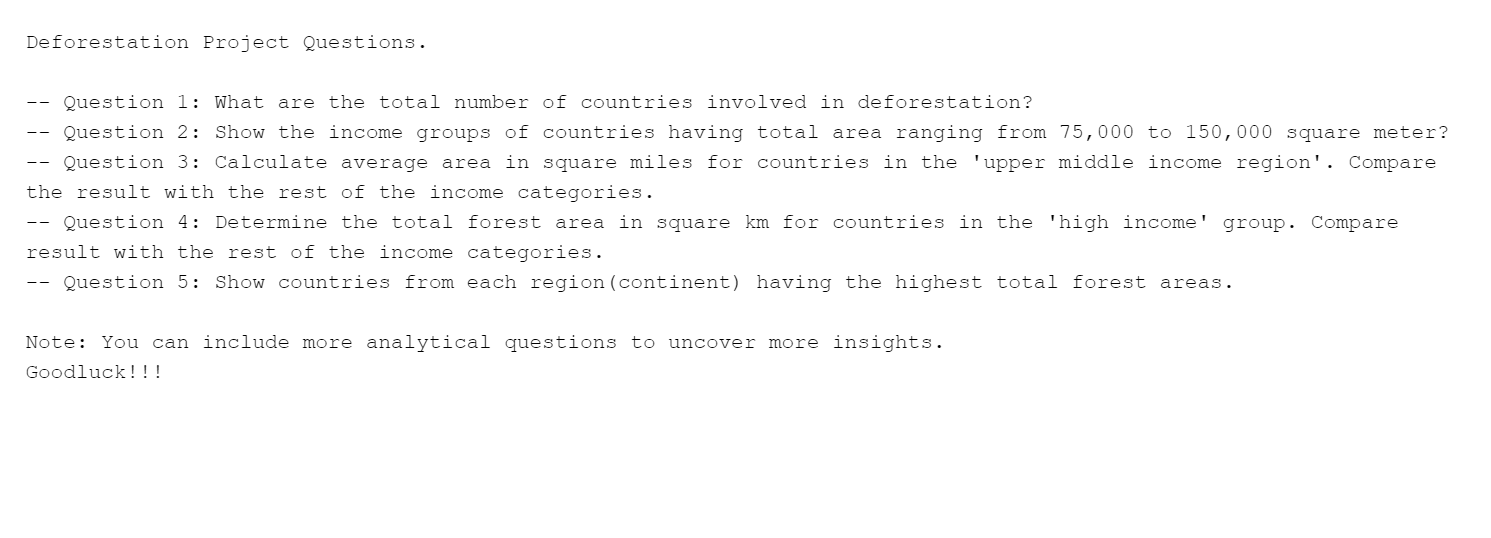 Deforestation Project Questions.
-- Question 1: What are the total number of countries involved in deforestation?
-- Question 2: Show the income groups of countries having total area ranging from 75,000 to 150,000 square meter?
-- Question 3: Calculate average area in square miles for countries in the 'upper middle income region'. Compare
the result with the rest of the income categories.
-- Question 4: Determine the total forest area in square km for countries in the 'high income' group. Compare
result with the rest of the income categories.
-- Question 5: Show countries from each region(continent) having the highest total forest areas.
Note: You can include more analytical questions to uncover more insights.
Goodluck!!!